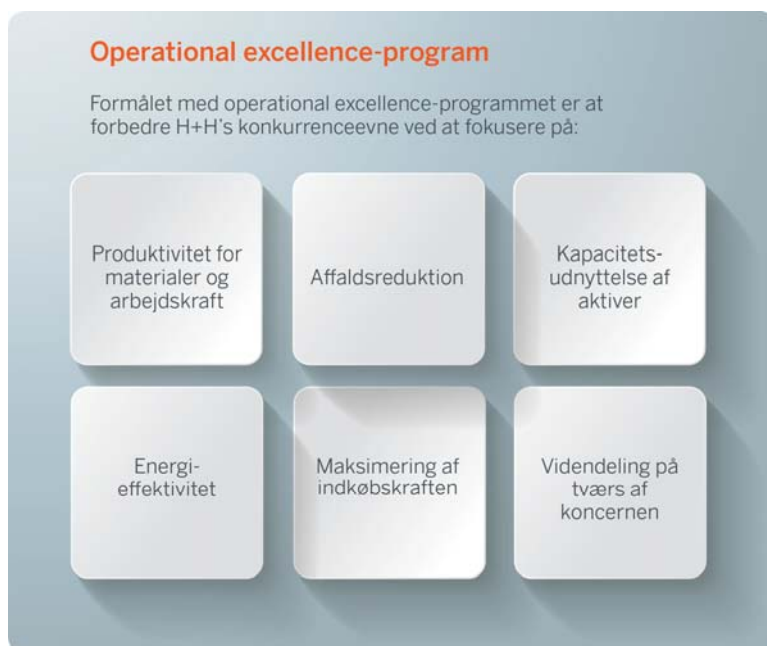 Operational excellence-program
Formålet med operational excellence-programmet er at
forbedre H+H's konkurrenceevne ved at fokusere på:
Produktivitet for
materialer og
arbejdskraft
Affaldsreduktion
Kapacitets-
udnyttelse af
aktiver
Energi-
effektivitet
Maksimering af
indkøbskraften
Videndeling på
tværs af
koncernen